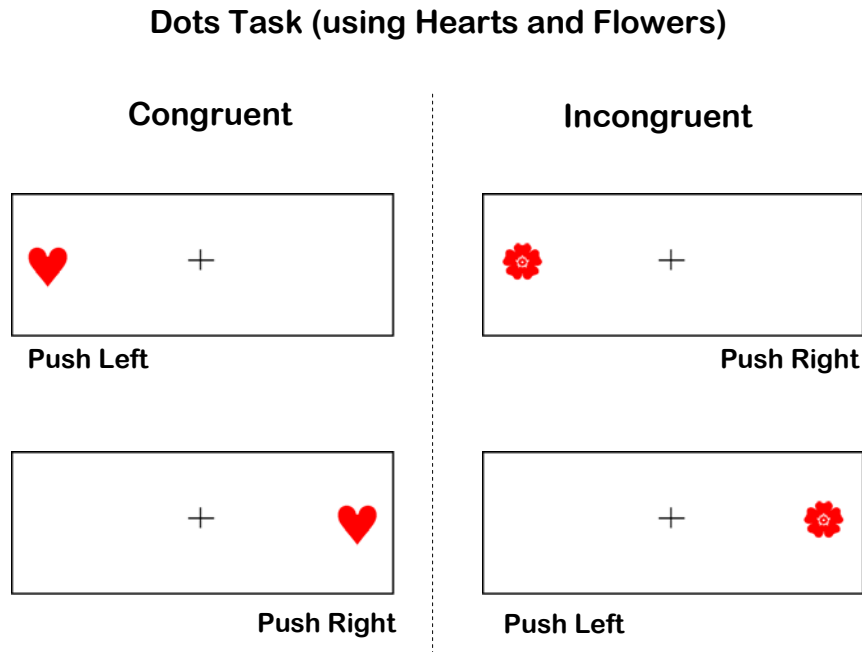 Dots Task (using Hearts and Flowers)
Congruent
Incongruent
Push Left
Push Right
Push Right
Push Left